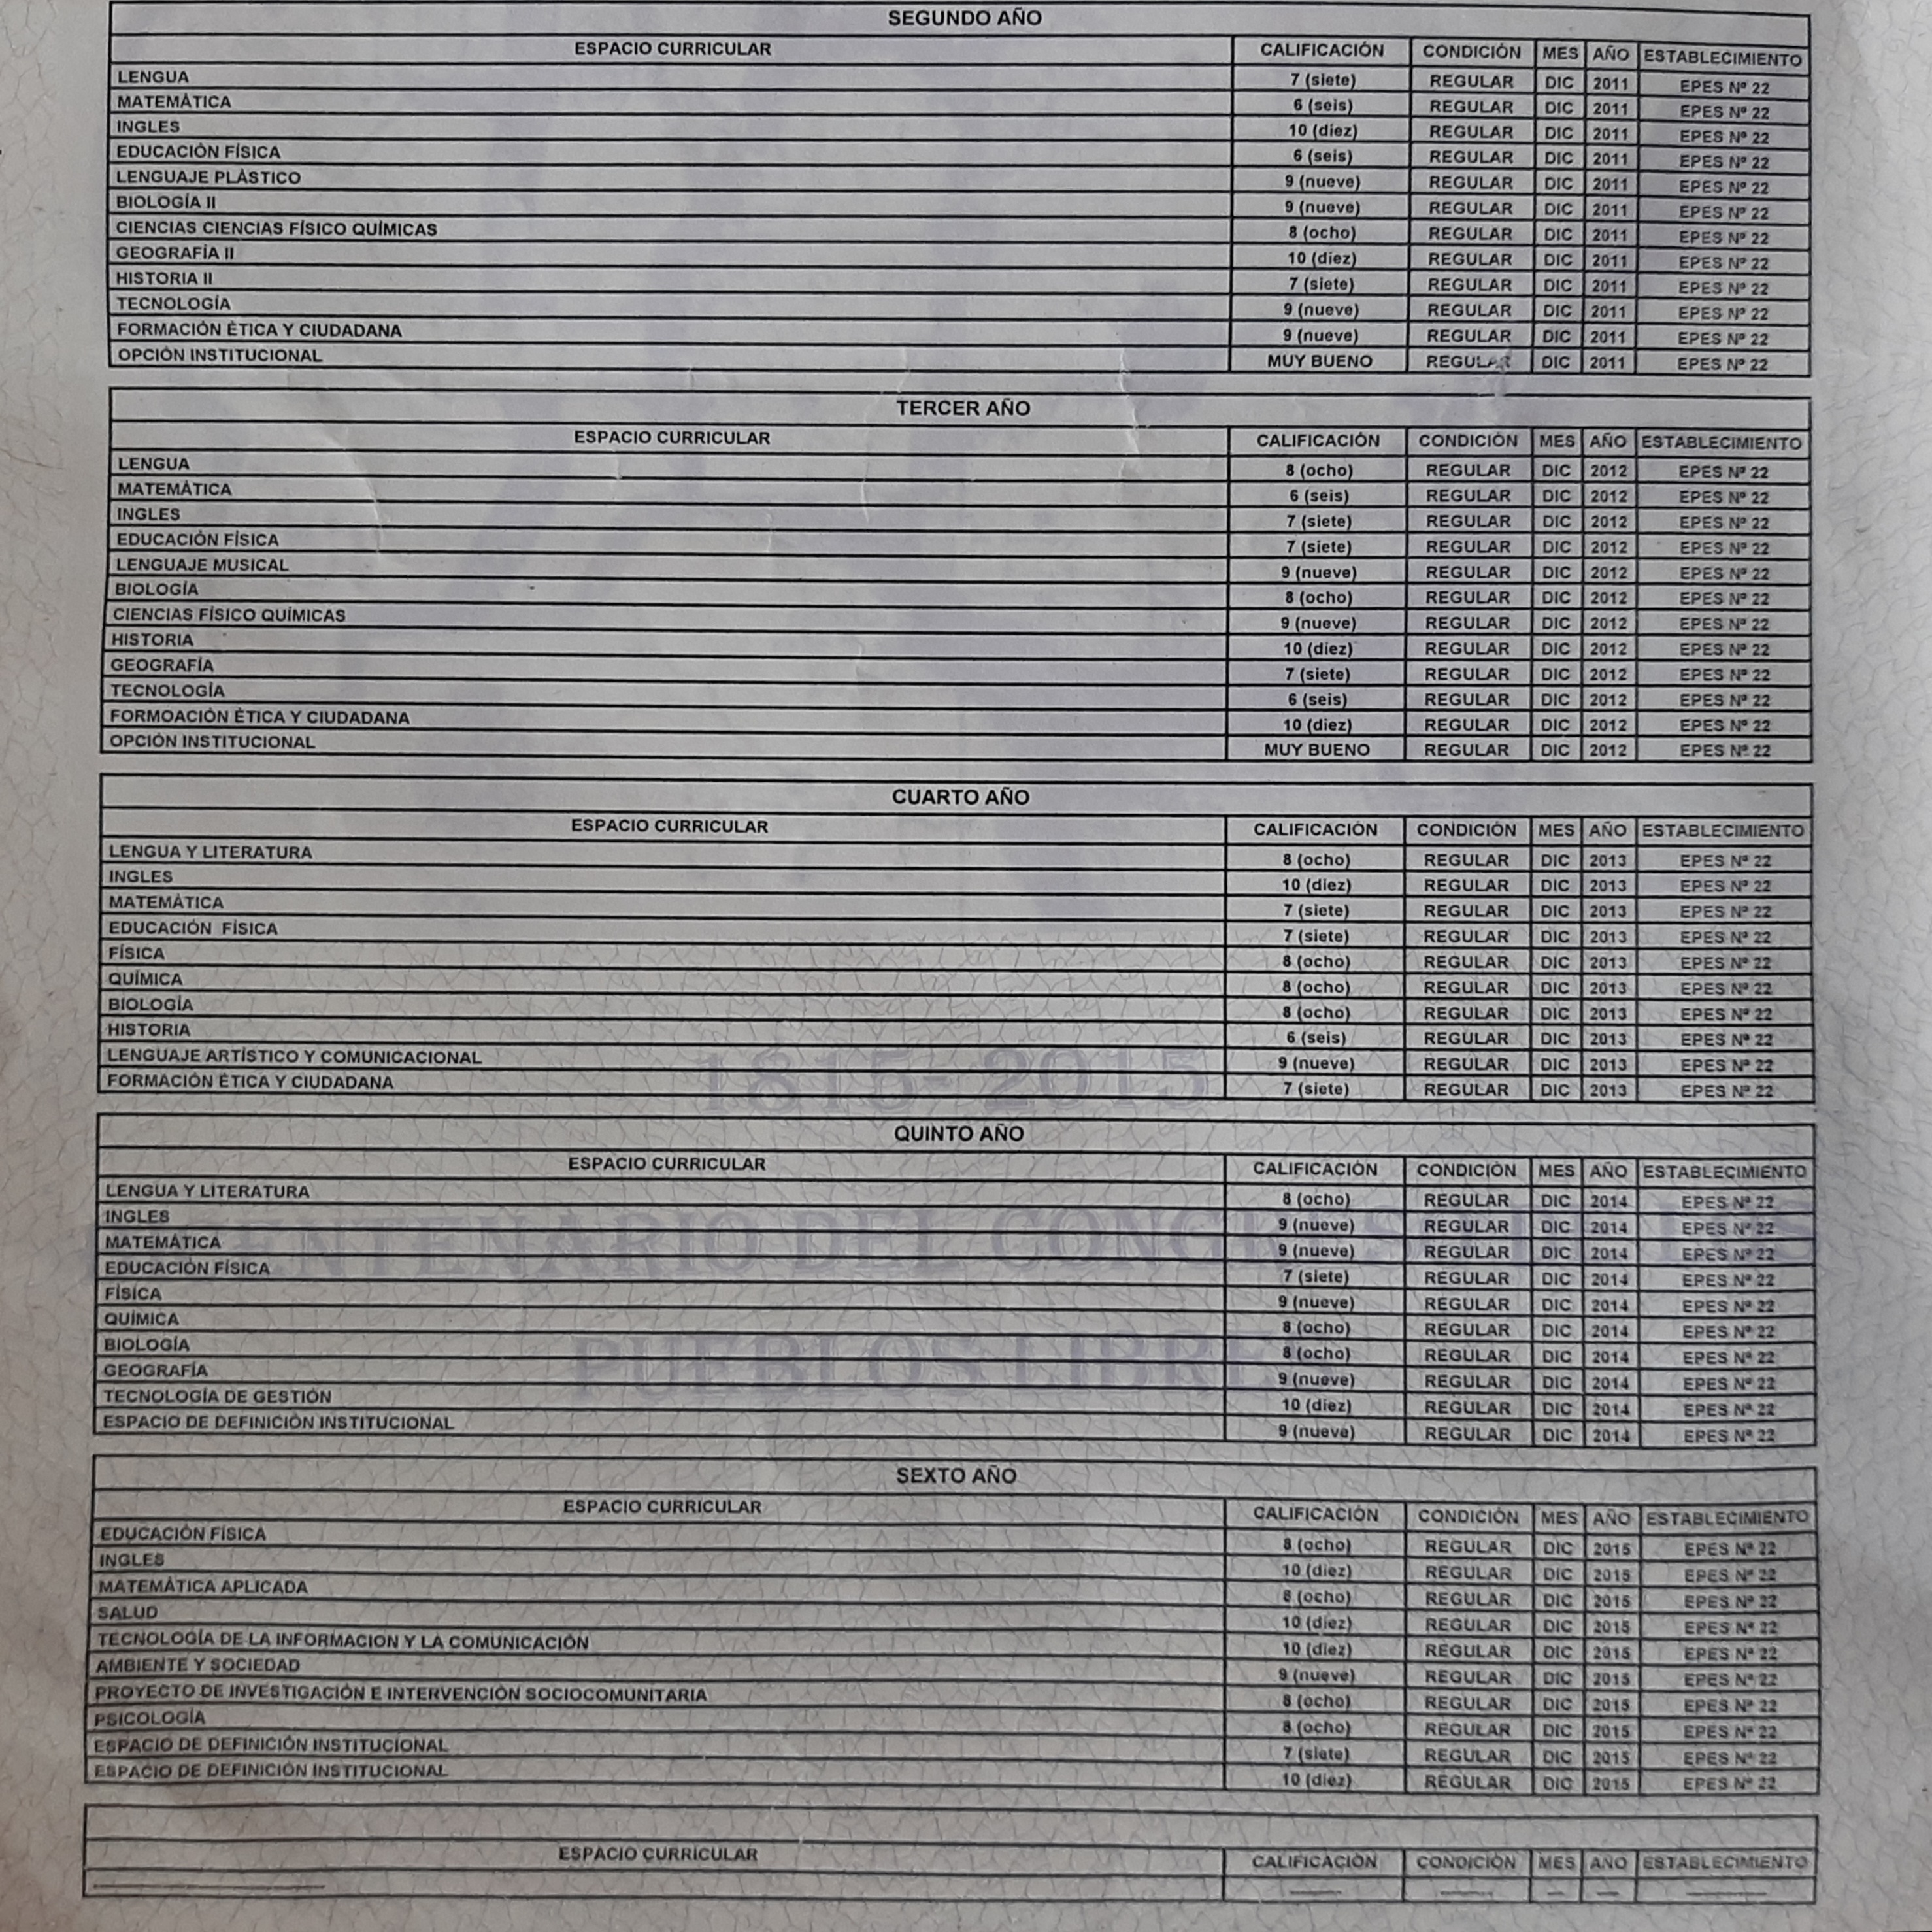 SEGUNDO AÑO
ESPACIO CURRICULAR CALIFICACIÓN CONDICIÓN MES AÑO ESTABLECIMIENTO
LENGUA 7 (siete) REGULAR DIC 2011 EPES Nº 22
MATEMÁTICA 6 (seis) REGULAR DIC 2011 EPES Nº 22
INGLES 10 (diez) REGULAR DIC 2011 EPES Nº 22
EDUCACIÓN FÍSICA 6 (seis) REGULAR DIC 2011 EPES Nº 22
LENGUAJE PLÁSTICO 9 (nueve) REGULAR DIC 2011 EPES Nº 22
BIOLOGÍA II 9 (nueve) REGULAR DIC 2011 EPES Nº 22
CIENCIAS CIENCIAS FÍSICO QUÍMICAS 8 (ocho) REGULAR DIC 2011 EPES Nº 22
GEOGRAFÍA II 10 (diez) REGULAR DIC 2011 EPES Nº 22
HISTORIA II 7 (siete) REGULAR DIC 2011 EPES Nº 22
TECNOLOGÍA 9 (nueve) REGULAR DIC 2011 EPES Nº 22
FORMACIÓN ÉTICA Y CIUDADANA 9 (nueve) REGULAR DIC 2011 EPES Nº 22
OPCIÓN INSTITUCIONAL MUY BUENO REGULAR DIC 2011 EPES Nº 22
TERCER AÑO
ESPACIO CURRICULAR CALIFICACIÓN CONDICIÓN MES AÑO ESTABLECIMIENTO
LENGUA 8 (ocho) REGULAR DIC 2012 EPES Nº 22
MATEMÁTICA 6 (seis) REGULAR DIC 2012 EPES Nº 22
INGLES 7 (siete) REGULAR DIC 2012 EPES Nº 22
EDUCACIÓN FÍSICA 7 (siete) REGULAR DIC 2012 EPES Nº 22
LENGUAJE MUSICAL 9 (nueve) REGULAR DIC 2012 EPES Nº 22
BIOLOGÍA 8 (ocho) REGULAR DIC 2012 EPES Nº 22
CIENCIAS FÍSICO QUÍMICAS 9 (nueve) REGULAR DIC 2012 EPES Nº 22
HISTORIA 10 (diez) REGULAR DIC 2012 EPES Nº 22
GEOGRAFÍA 7 (siete) REGULAR DIC 2012 EPES Nº 22
TECNOLOGÍA 6 (seis) REGULAR DIC 2012 EPES Nº 22
FORMOACIÓN ÉTICA Y CIUDADANA 10 (diez) REGULAR DIC 2012 EPES Nº 22
OPCIÓN INSTITUCIONAL MUY BUENO REGULAR DIC 2012 EPES Nº 22
CUARTO AÑO
ESPACIO CURRICULAR CALIFICACIÓN CONDICIÓN MES AÑO ESTABLECIMIENTO
LENGUA Y LITERATURA 8 (ocho) REGULAR DIC 2013 EPES Nº 22
INGLES 10 (diez) REGULAR DIC 2013 EPES Nº 22
MATEMÁTICA 7 (siete) REGULAR DIC 2013 EPES Nº 22
EDUCACIÓN FÍSICA 7 (siete) REGULAR DIC 2013 EPES Nº 22
FÍSICA 8 (ocho) REGULAR DIC 2013 EPES Nº 22
QUÍMICA 8 (ocho) REGULAR DIC 2013 EPES Nº 22
BIOLOGÍA 8 (ocho) REGULAR DIC 2013 EPES Nº 22
HISTORIA 6 (seis) REGULAR DIC 2013 EPES Nº 22
LENGUAJE ARTÍSTICO Y COMUNICACIONAL 9 (nueve) REGULAR DIC 2013 EPES Nº 22
FORMACIÓN ÉTICA Y CIUDADANA 7 (siete) REGULAR DIC 2013 EPES Nº 22
1815-2015
QUINTO AÑO
ESPACIO CURRICULAR CALIFICACIÓN CONDICIÓN MES AÑO ESTABLECIMIENTO
LENGUA Y LITERATURA 8 (ocho) REGULAR DIC 2014 EPES Nº 22
INGLES 9 (nueve) REGULAR DIC 2014 EPES Nº 22
MATEMÁTICA 9 (nueve) REGULAR DIC 2014 EPES Nº 22
EDUCACIÓN FÍSICA 7 (siete) REGULAR DIC 2014 EPES Nº 22
FÍSICA 9 (nueve) REGULAR DIC 2014 EPES Nº 22
QUÍMICA 8 (ocho) REGULAR DIC 2014 EPES Nº 22
BIOLOGÍA 8 (ocho) REGULAR DIC 2014 EPES Nº 22
GEOGRAFÍA 9 (nueve) REGULAR DIC 2014 EPES Nº 22
TECNOLOGÍA DE GESTIÓN 10 (diez) REGULAR DIC 2014 EPES Nº 22
ESPACIO DE DEFINICIÓN INSTITUCIONAL 9 (nueve) REGULAR DIC 2014 EPES Nº 22
DEL
PUEBLOS LIBRES
SEXTO AÑO
ESPACIO CURRICULAR CALIFICACIÓN CONDICIÓN MES AÑO ESTABLECIMIENTO
EDUCACIÓN FÍSICA 8 (ocho) REGULAR DIC 2015 EPES Nº 22
INGLES 10 (diez) REGULAR DIC 2015 EPES Nº 22
MATEMÁTICA APLICADA 8 (ocho) REGULAR DIC 2015 EPES Nº 22
SALUD 10 (diez) REGULAR DIC 2015 EPES Nº 22
TECNOLOGÍA DE LA INFORMACION Y LA COMUNICACIÓN 10 (diez) REGULAR DIC 2015 EPES Nº 22
AMBIENTE Y SOCIEDAD 9 (nueve) REGULAR DIC 2015 EPES Nº 22
PROYECTO DE INVESTIGACIÓN E INTERVENCIÓN SOCIOCOMUNITARIA 8 (ocho) REGULAR DIC 2015 EPES Nº 22
PSICOLOGÍA 8 (ocho) REGULAR DIC 2015 EPES Nº 22
ESPACIO DE DEFINICIÓN INSTITUCIONAL 7 (siete) REGULAR DIC 2015 EPES Nº 22
ESPACIO DE DEFINICIÓN INSTITUCIONAL 10 (diez) REGULAR DIC 2015 EPES Nº 22
ESPACIO CURRICULAR CALIFICACIÓN CONDICIÓN MES AÑO ESTABLECIMIENTO